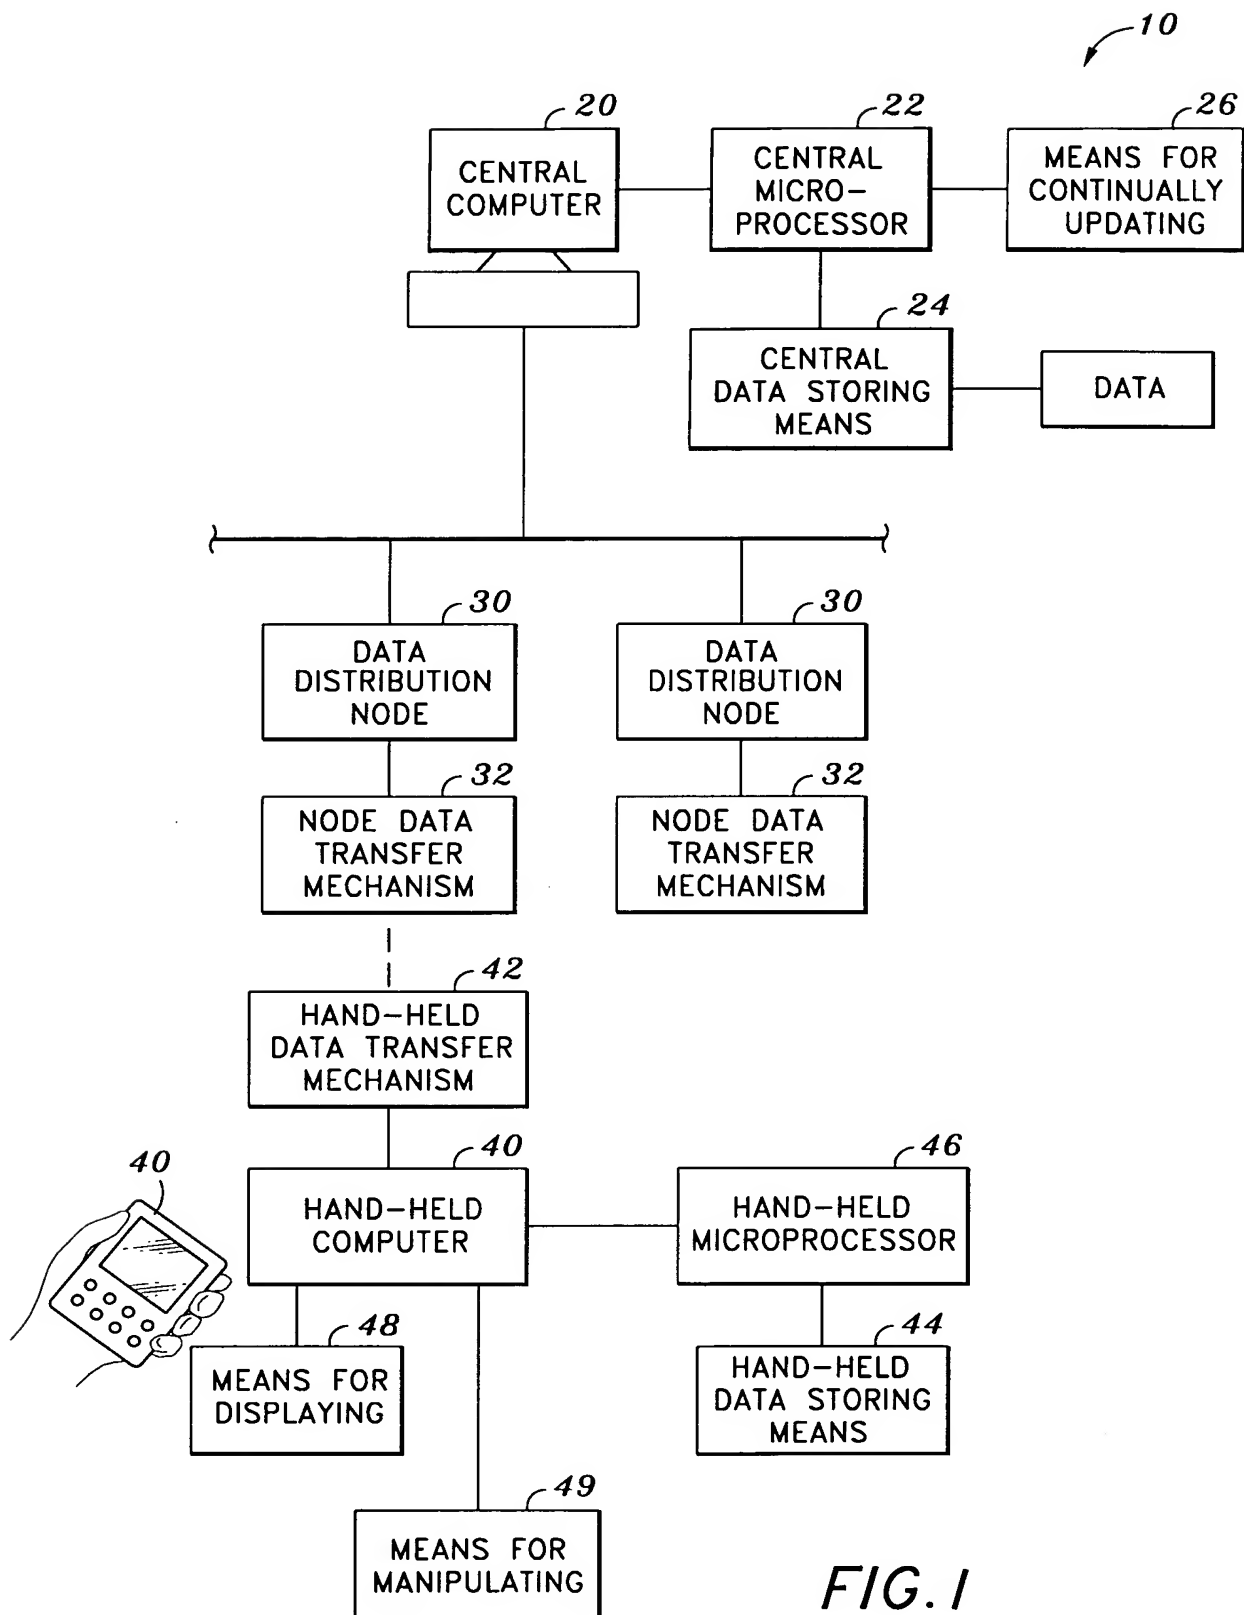 10
20
22
26
CENTRAL
COMPUTER
CENTRAL
MICRO-
PROCESSOR
MEANS FOR
CONTINUALLY
UPDATING
24
CENTRAL
DATA STORING
MEANS
DATA
30
30
DATA
DISTRIBUTION
NODE
DATA
DISTRIBUTION
NODE
32
32
NODE DATA
TRANSFER
MECHANISM
NODE DATA
TRANSFER
MECHANISM
42
HAND-HELD
DATA TRANSFER
MECHANISM
40
40
46
HAND-HELD
COMPUTER
HAND-HELD
MICROPROCESSOR
48
44
MEANS FOR
DISPLAYING
HAND-HELD
DATA STORING
MEANS
49
MEANS FOR
MANIPULATING
FIG. 1